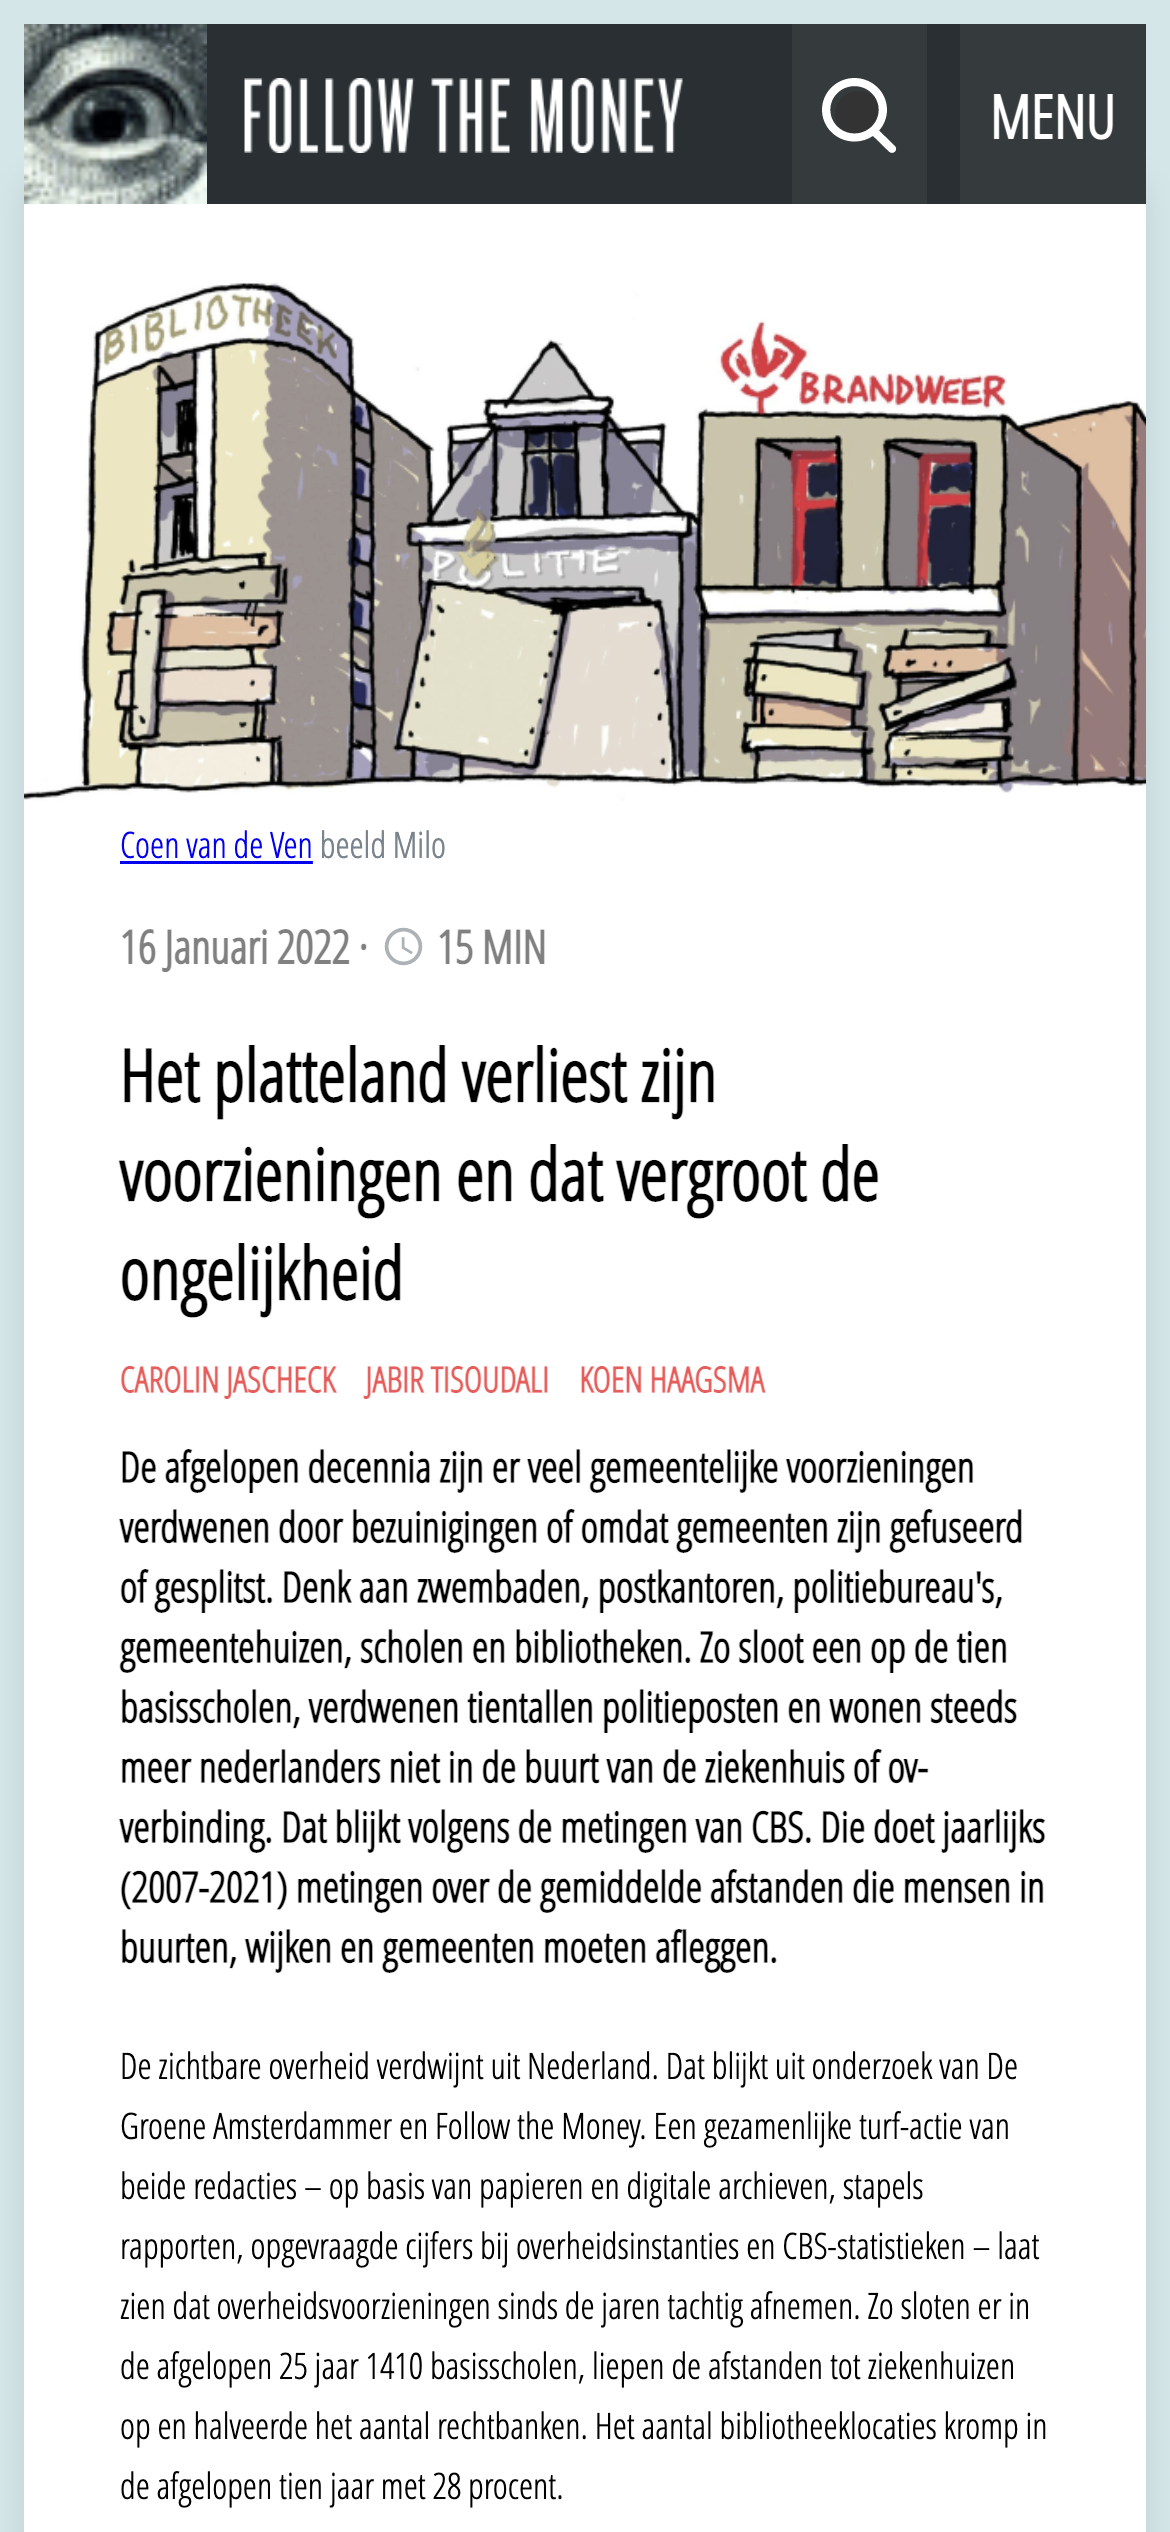 FOLLOW THE MONEY
MENU
BIBLIOTHEEK
BRANDWEER
POLITIE
Coen van de Ven beeld Milo
16 Januari 2022 · 15 MIN
Het platteland verliest zijn
voorzieningen en dat vergroot de
ongelijkheid
CAROLIN JASCHECK JABIR TISOUDALI KOEN HAAGSMA
De afgelopen decennia zijn er veel gemeentelijke voorzieningen
verdwenen door bezuinigingen of omdat gemeenten zijn gefuseerd
of gesplitst. Denk aan zwembaden, postkantoren, politiebureau's,
gemeentehuizen, scholen en bibliotheken. Zo sloot een op de tien
basisscholen, verdwenen tientallen politieposten en wonen steeds
meer nederlanders niet in de buurt van de ziekenhuis of ov-
verbinding. Dat blijkt volgens de metingen van CBS. Die doet jaarlijks
(2007-2021) metingen over de gemiddelde afstanden die mensen in
buurten, wijken en gemeenten moeten afleggen.
De zichtbare overheid verdwijnt uit Nederland. Dat blijkt uit onderzoek van De
Groene Amsterdammer en Follow the Money. Een gezamenlijke turf-actie van
beide redacties – op basis van papieren en digitale archieven, stapels
rapporten, opgevraagde cijfers bij overheidsinstanties en CBS-statistieken – laat
zien dat overheidsvoorzieningen sinds de jaren tachtig afnemen. Zo sloten er in
de afgelopen 25 jaar 1410 basisscholen, liepen de afstanden tot ziekenhuizen
op en halveerde het aantal rechtbanken. Het aantal bibliotheeklocaties kromp in
de afgelopen tien jaar met 28 procent.